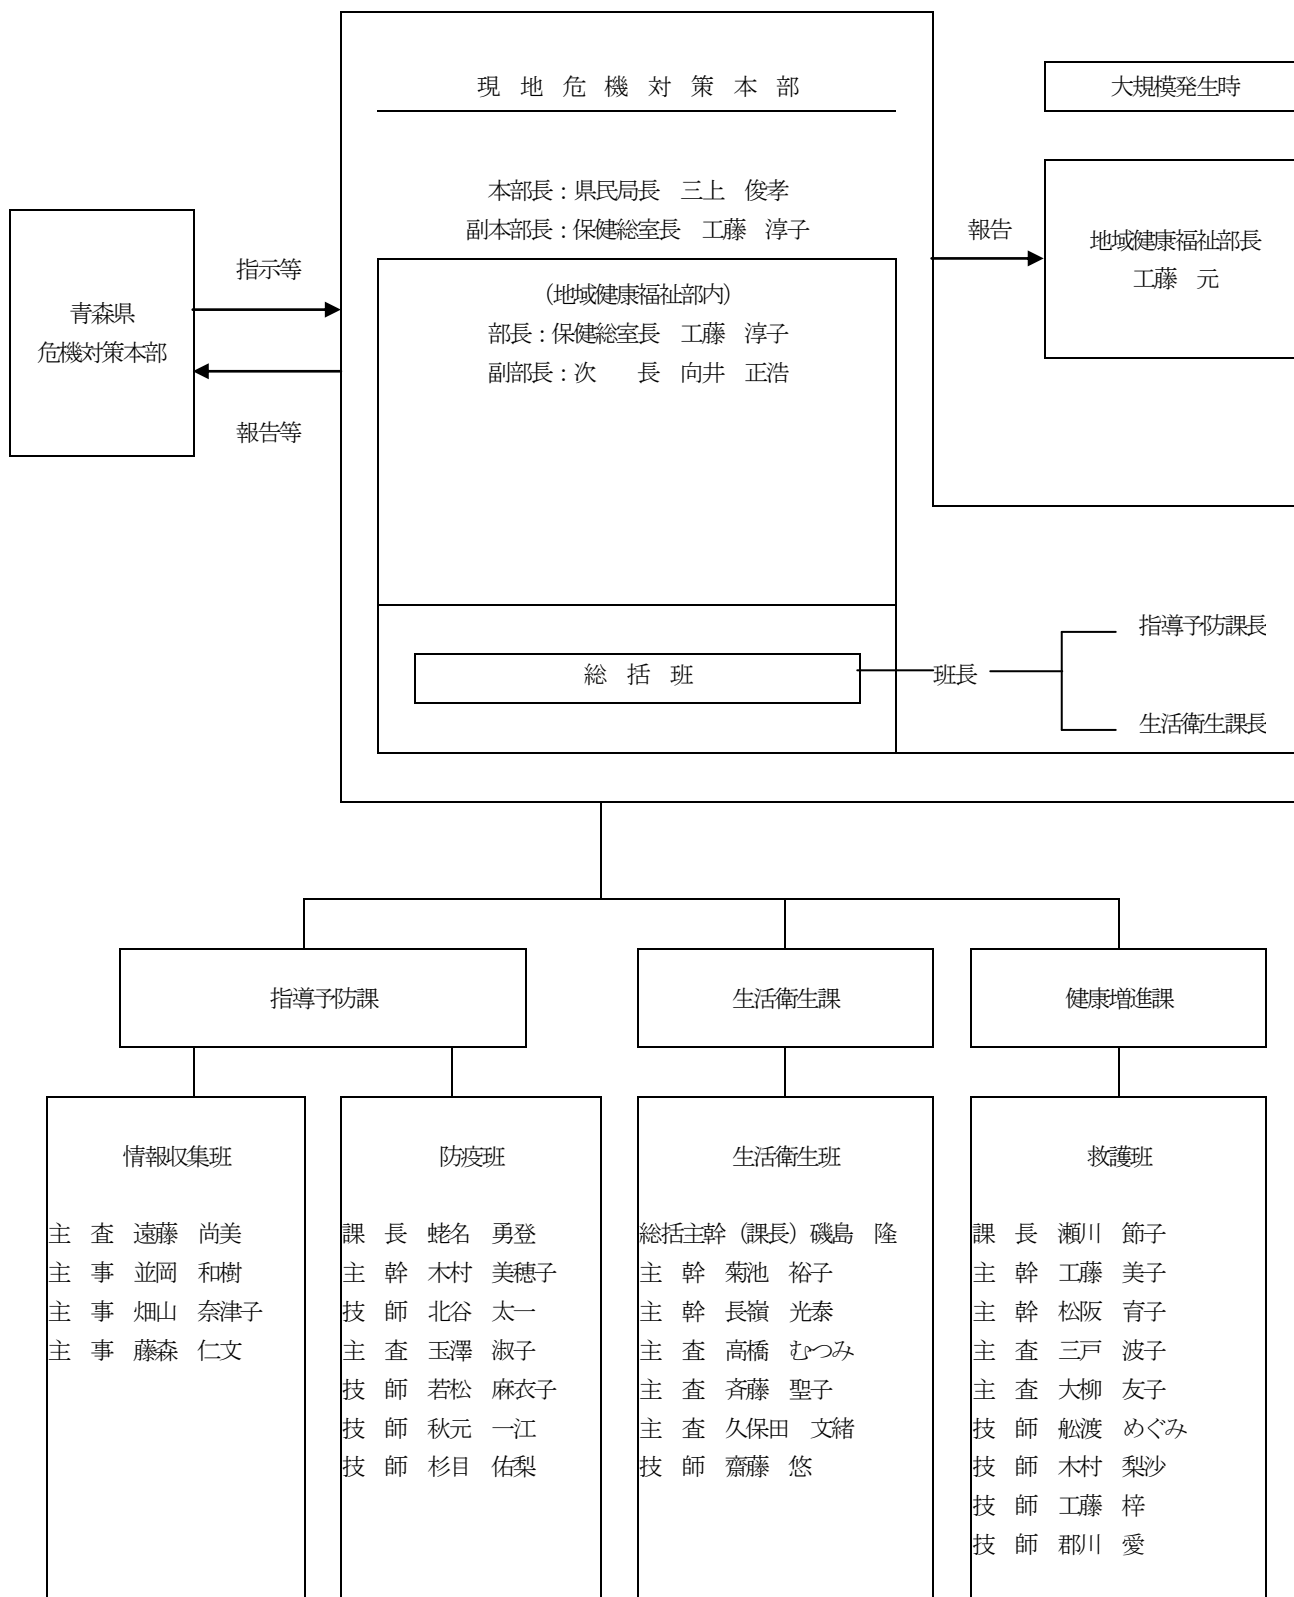 現 地 危 機 対 策 本 部
大規模発生時
本部長：県民局長　三上　俊孝
副本部長：保健総室長　工藤　淳子
報告
地域健康福祉部長
工藤　元
指示等
青森県
危機対策本部
報告等
（地域健康福祉部内）
部長：保健総室長　工藤　淳子
副部長：次　　長　向井　正浩
総 括 班
班長
指導予防課長
生活衛生課長
指導予防課
生活衛生課
健康増進課
情報収集班
主　査　遠藤　尚美
主　事　並岡　和樹
主　事　畑山　奈津子
主　事　藤森　仁文
防疫班
課　長　蛯名　勇登
主　幹　木村　美穂子
技　師　北谷　太一
主　査　玉澤　淑子
技　師　若松　麻衣子
技　師　秋元　一江
技　師　杉目　佑梨
生活衛生班
総括主幹（課長）磯島　隆
主　幹　菊池　裕子
主　幹　長嶺　光泰
主　査　高橋　むつみ
主　査　斉藤　聖子
主　査　久保田　文緒
技　師　齋藤　悠
救護班
課　長　瀬川　節子
主　幹　工藤　美子
主　幹　松阪　育子
主　査　三戸　波子
主　査　大柳　友子
技　師　舩渡　めぐみ
技　師　木村　梨沙
技　師　工藤　梓
技　師　郡川　愛